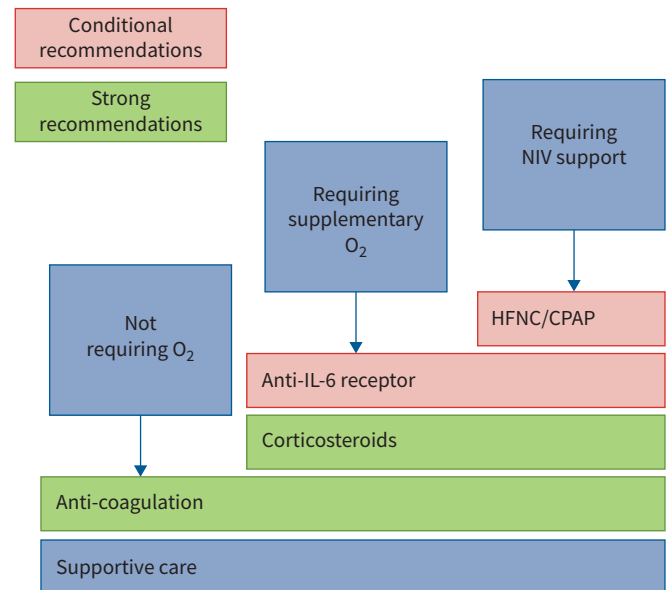 Conditional
recommendations
Strong
recommendations
Requiring
NIV support
Requiring
supplementary
O₂
Not
requiring O₂
HFNC/CPAP
Anti-IL-6 receptor
Corticosteroids
Anti-coagulation
Supportive care